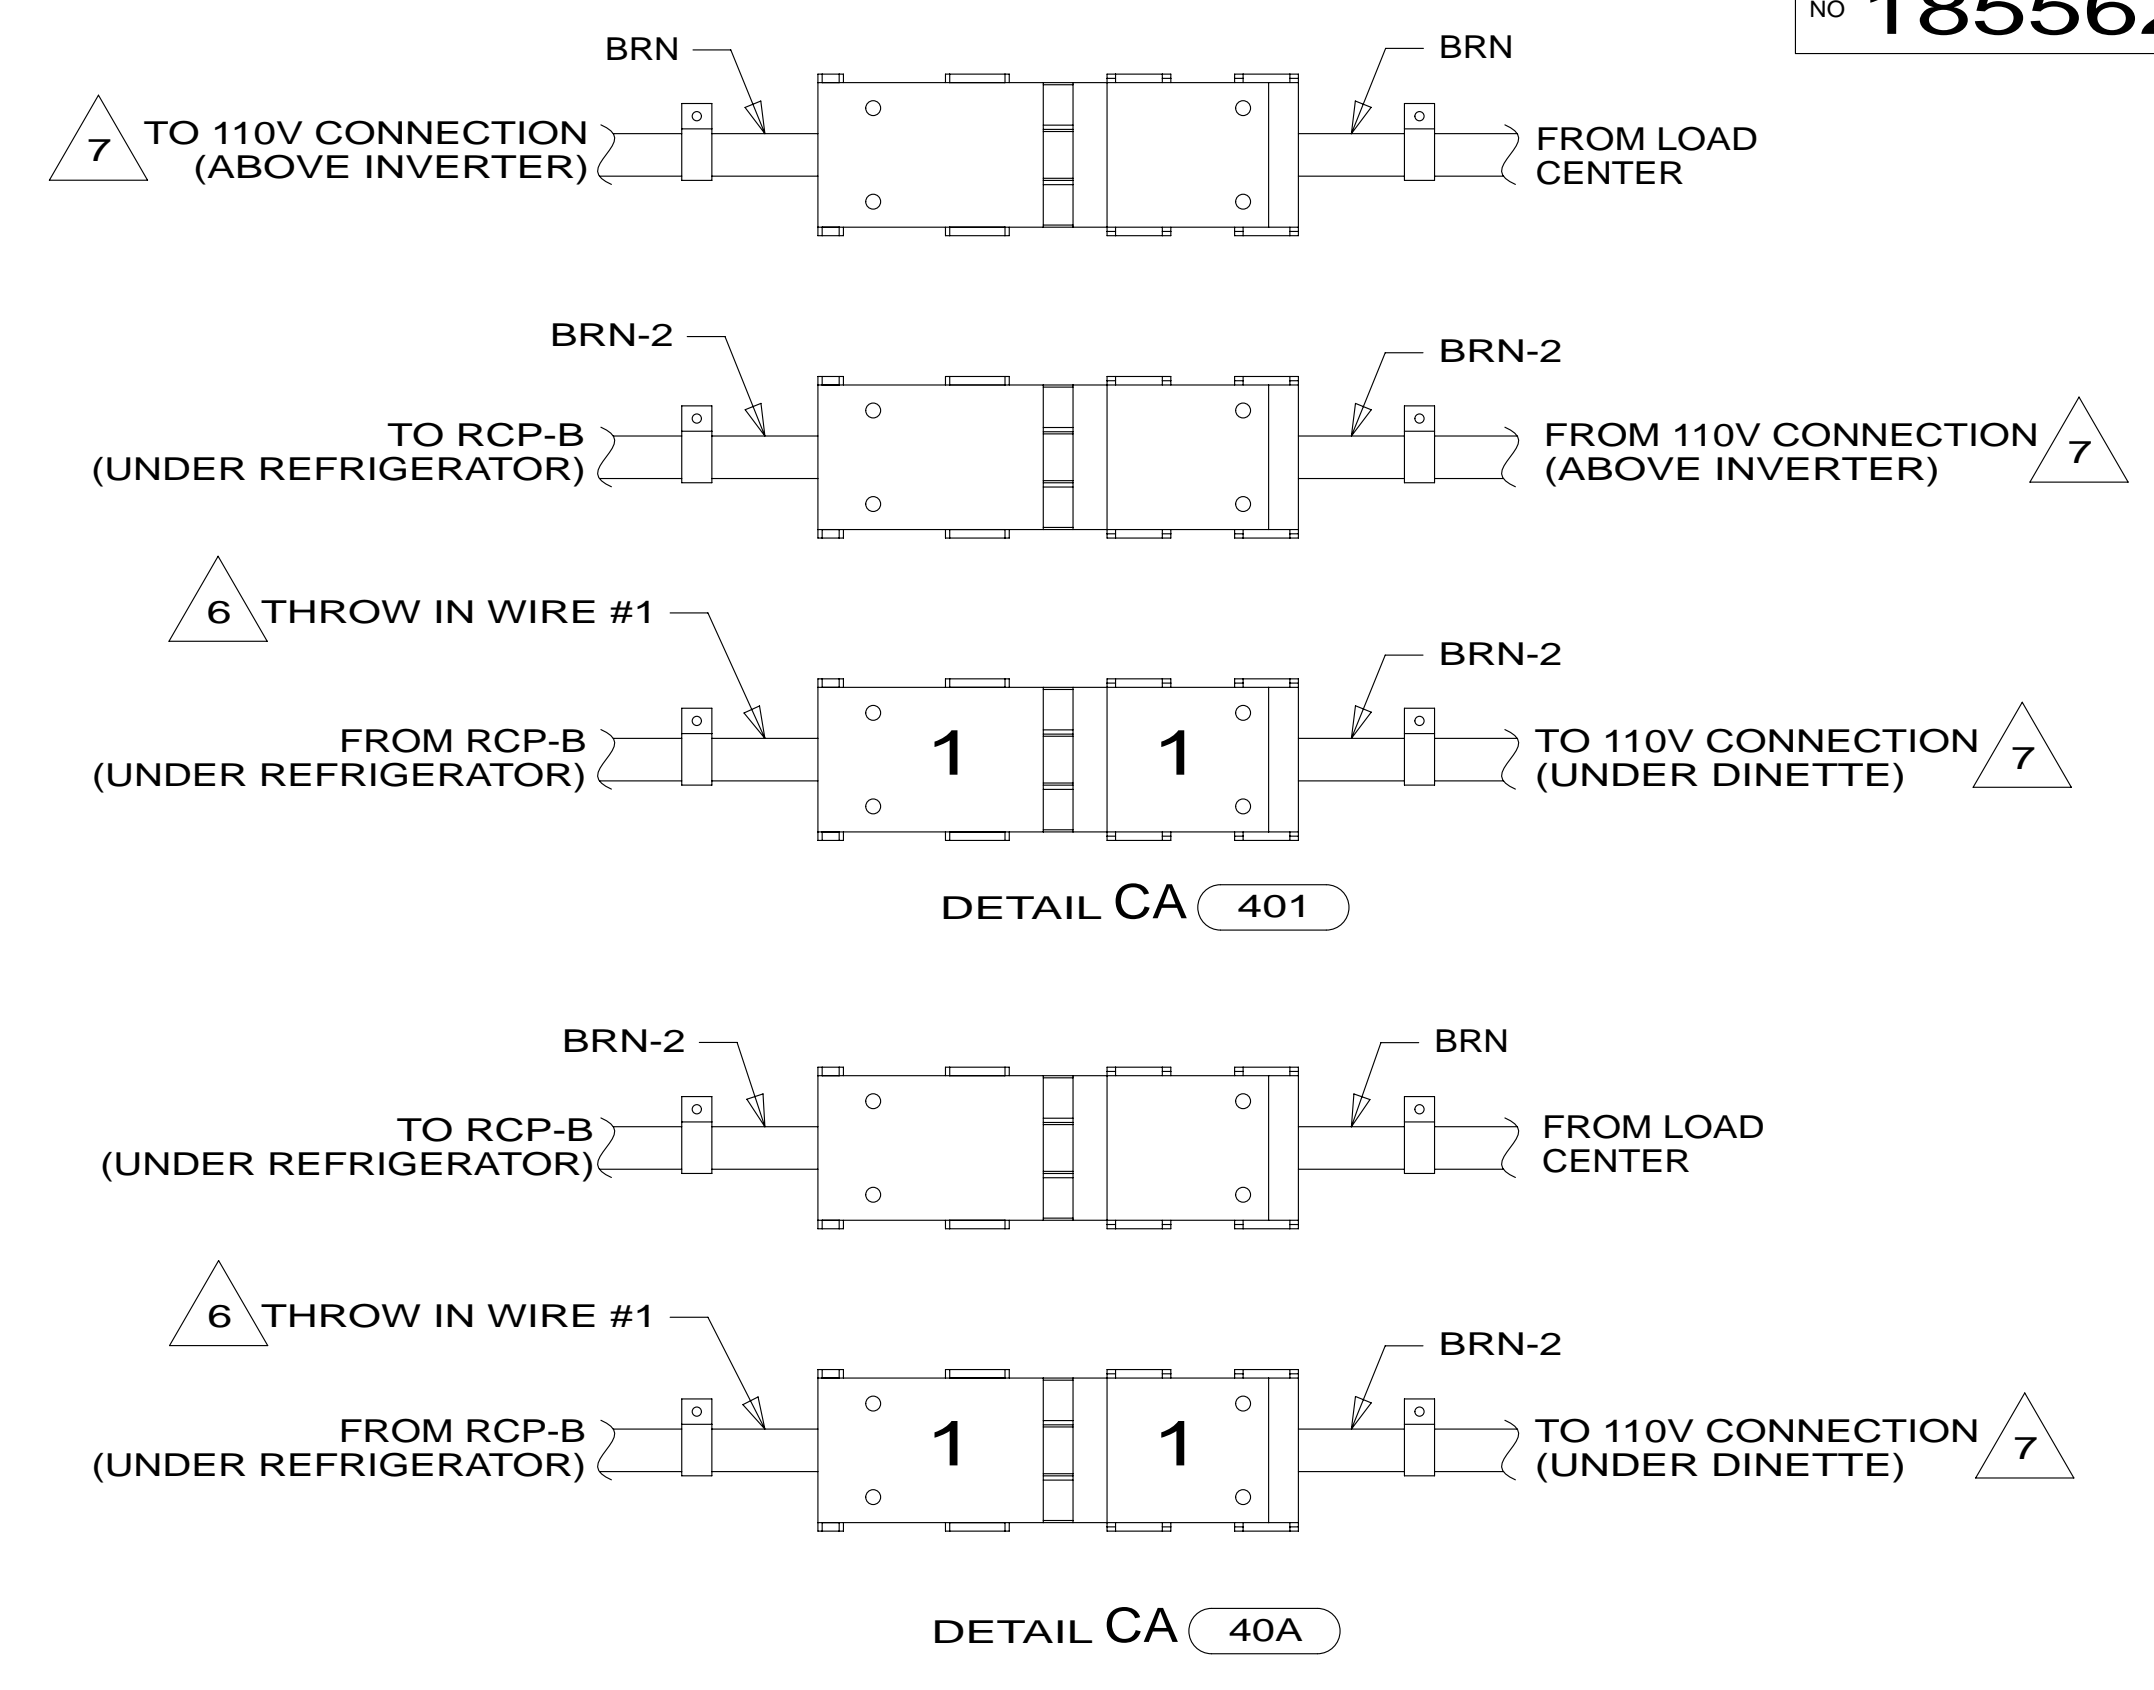 NO
BRN
BRN
7
TO 110V CONNECTION
(ABOVE INVERTER)
FROM LOAD
CENTER
BRN-2
BRN-2
TO RCP-B
(UNDER REFRIGERATOR)
FROM 110V CONNECTION
(ABOVE INVERTER)
7
6
THROW IN WIRE #1
BRN-2
FROM RCP-B
(UNDER REFRIGERATOR)
1
1
TO 110V CONNECTION
(UNDER DINETTE)
7
DETAIL CA 401
BRN-2
BRN
TO RCP-B
(UNDER REFRIGERATOR)
FROM LOAD
CENTER
6
THROW IN WIRE #1
BRN-2
FROM RCP-B
(UNDER REFRIGERATOR)
1
1
TO 110V CONNECTION
(UNDER DINETTE)
7
DETAIL CA 40A